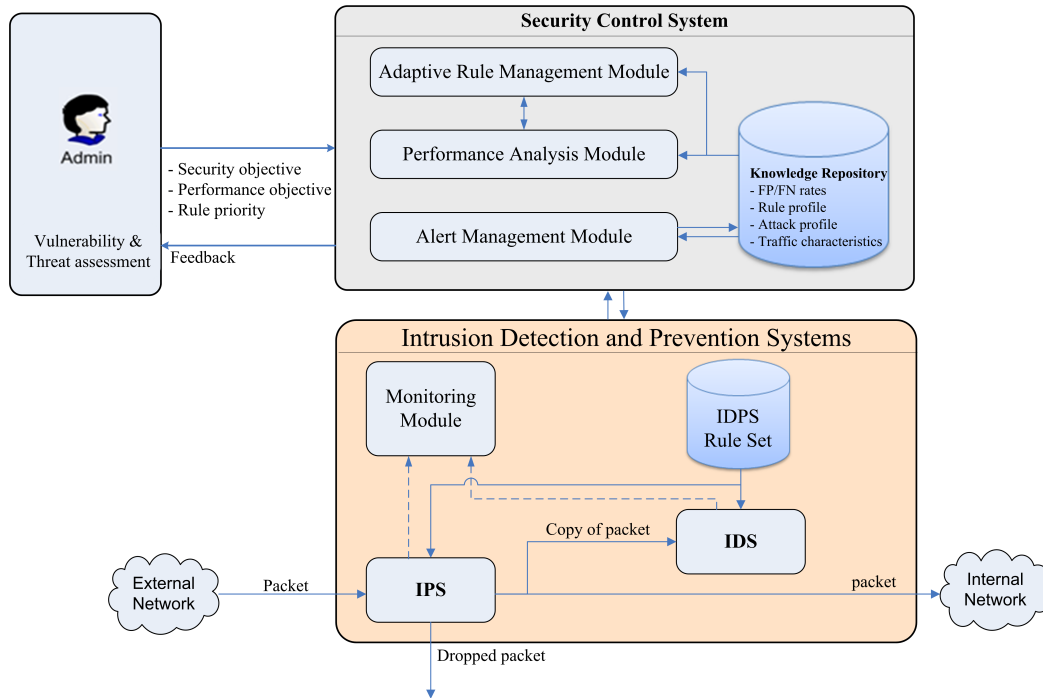 Security Control System
Adaptive Rule Management Module
Performance Analysis Module
Alert Management Module
Knowledge Repository
- FP/FN rates
- Rule profile
- Attack profile
- Traffic characteristics
Admin
Vulnerability &
Threat assessment
- Security objective
- Performance objective
- Rule priority
Feedback
Intrusion Detection and Prevention Systems
Monitoring
Module
IDPS
Rule Set
Copy of packet
IDS
External
Network
Packet
IPS
packet
Internal
Network
Dropped packet